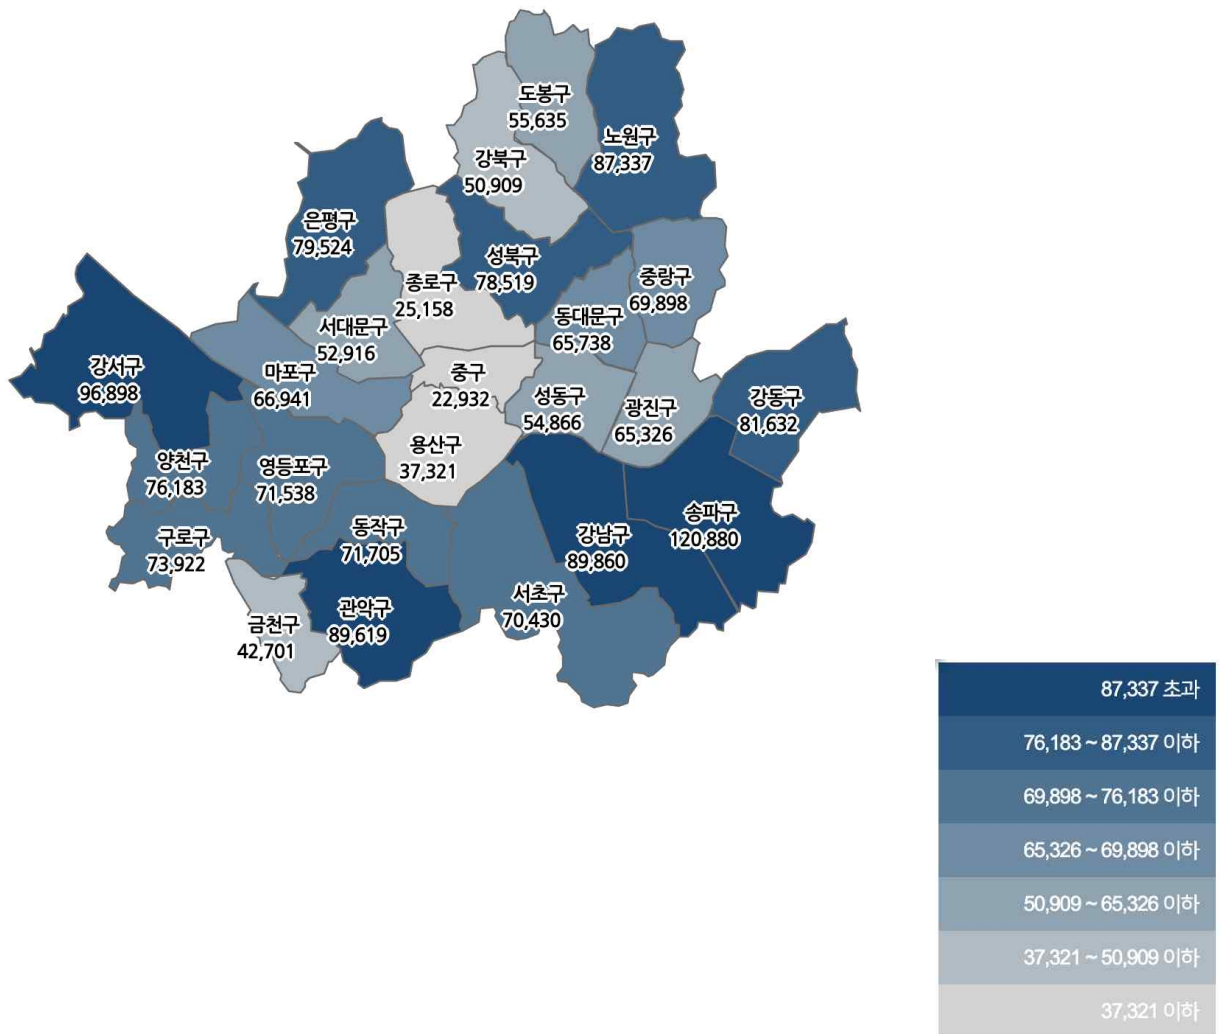 도봉구
55,635
노원구
87,337
강북구
50,909
은평구
79,524
성북구
78,519
종로구
25,158
중랑구
69,898
동대문구
65,738
서대문구
52,916
강서구
96,898
마포구
66,941
중구
22,932
성동구
54,866
광진구
65,326
강동구
81,632
용산구
37,321
양천구
76,183
영등포구
71,538
구로구
73,922
동작구
71,705
강남구
89,860
송파구
120,880
서초구
70,430
관악구
89,619
금천구
42,701
87,337 초과
76,183 ~ 87,337 이하
69,898 ~ 76,183 이하
65,326 ~ 69,898 이하
50,909 ~ 65,326 이하
37,321 ~ 50,909 이하
37,321 이하